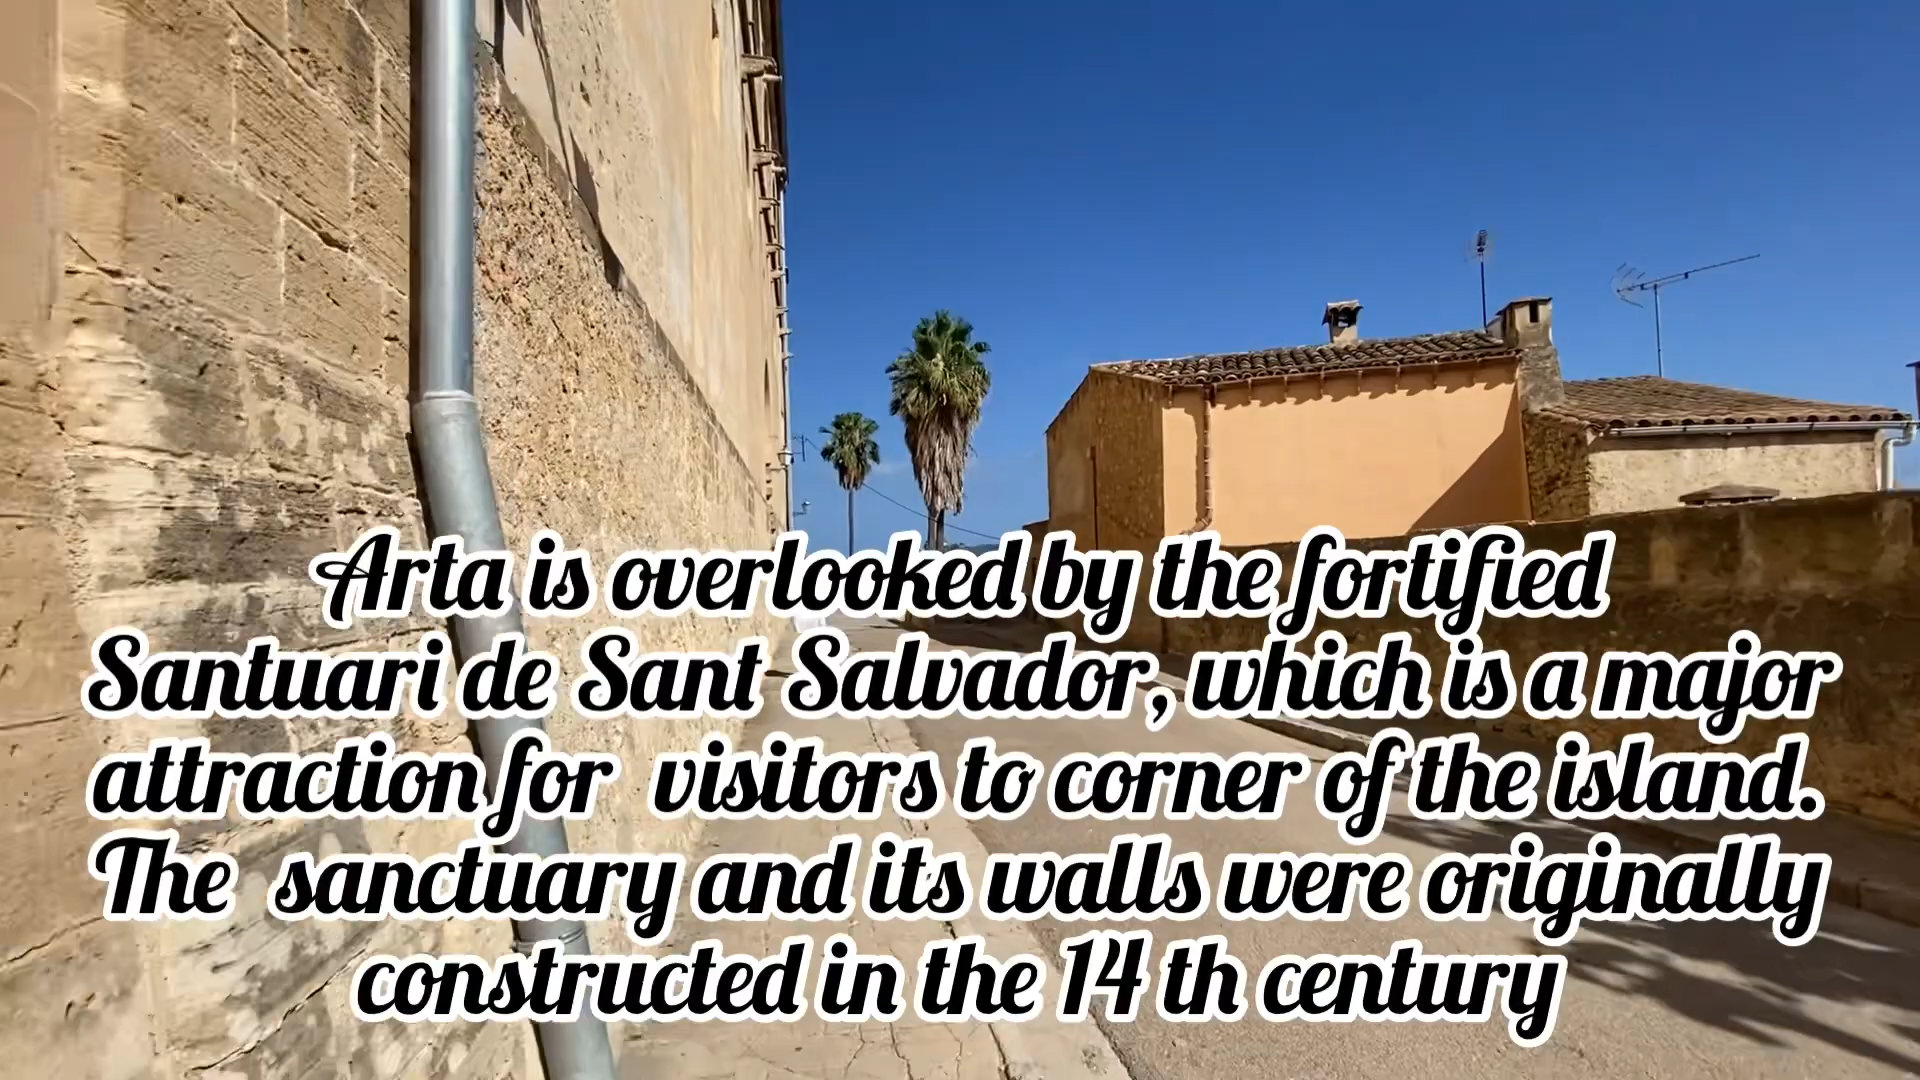 Arta is overlooked by the fortified
Santuari de Sant Salvador, which is a major
attraction for  visitors to corner of the island.
The  sanctuary and its walls were originally
constructed in the 14 th century